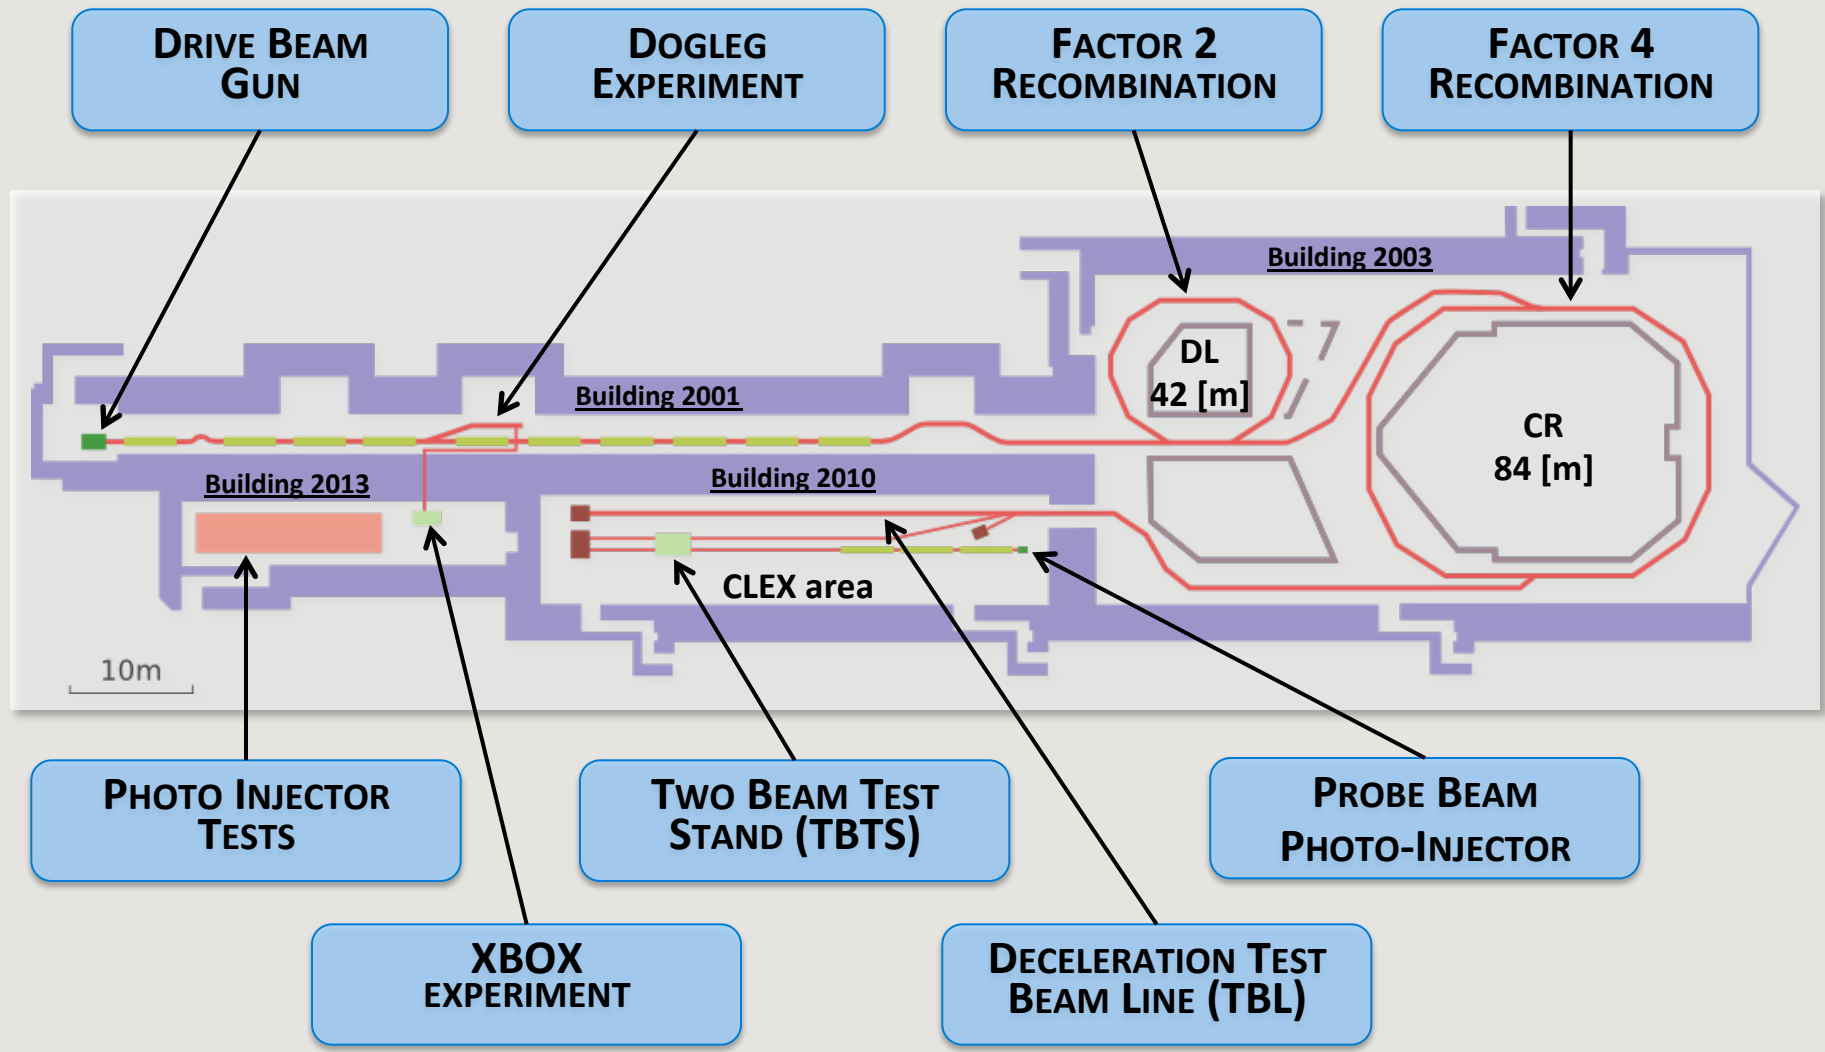 DRIVE BEAM
GUN
DOGLEG
EXPERIMENT
FACTOR 2
RECOMBINATION
FACTOR 4
RECOMBINATION
Building 2003
DL
42 [m]
Building 2001
CR
84 [m]
Building 2013
Building 2010
CLEX area
10m
PHOTO INJECTOR
TESTS
TWO BEAM TEST
STAND (TBTS)
PROBE BEAM
PHOTO-INJECTOR
XBOX
EXPERIMENT
DECELERATION TEST
BEAM LINE (TBL)